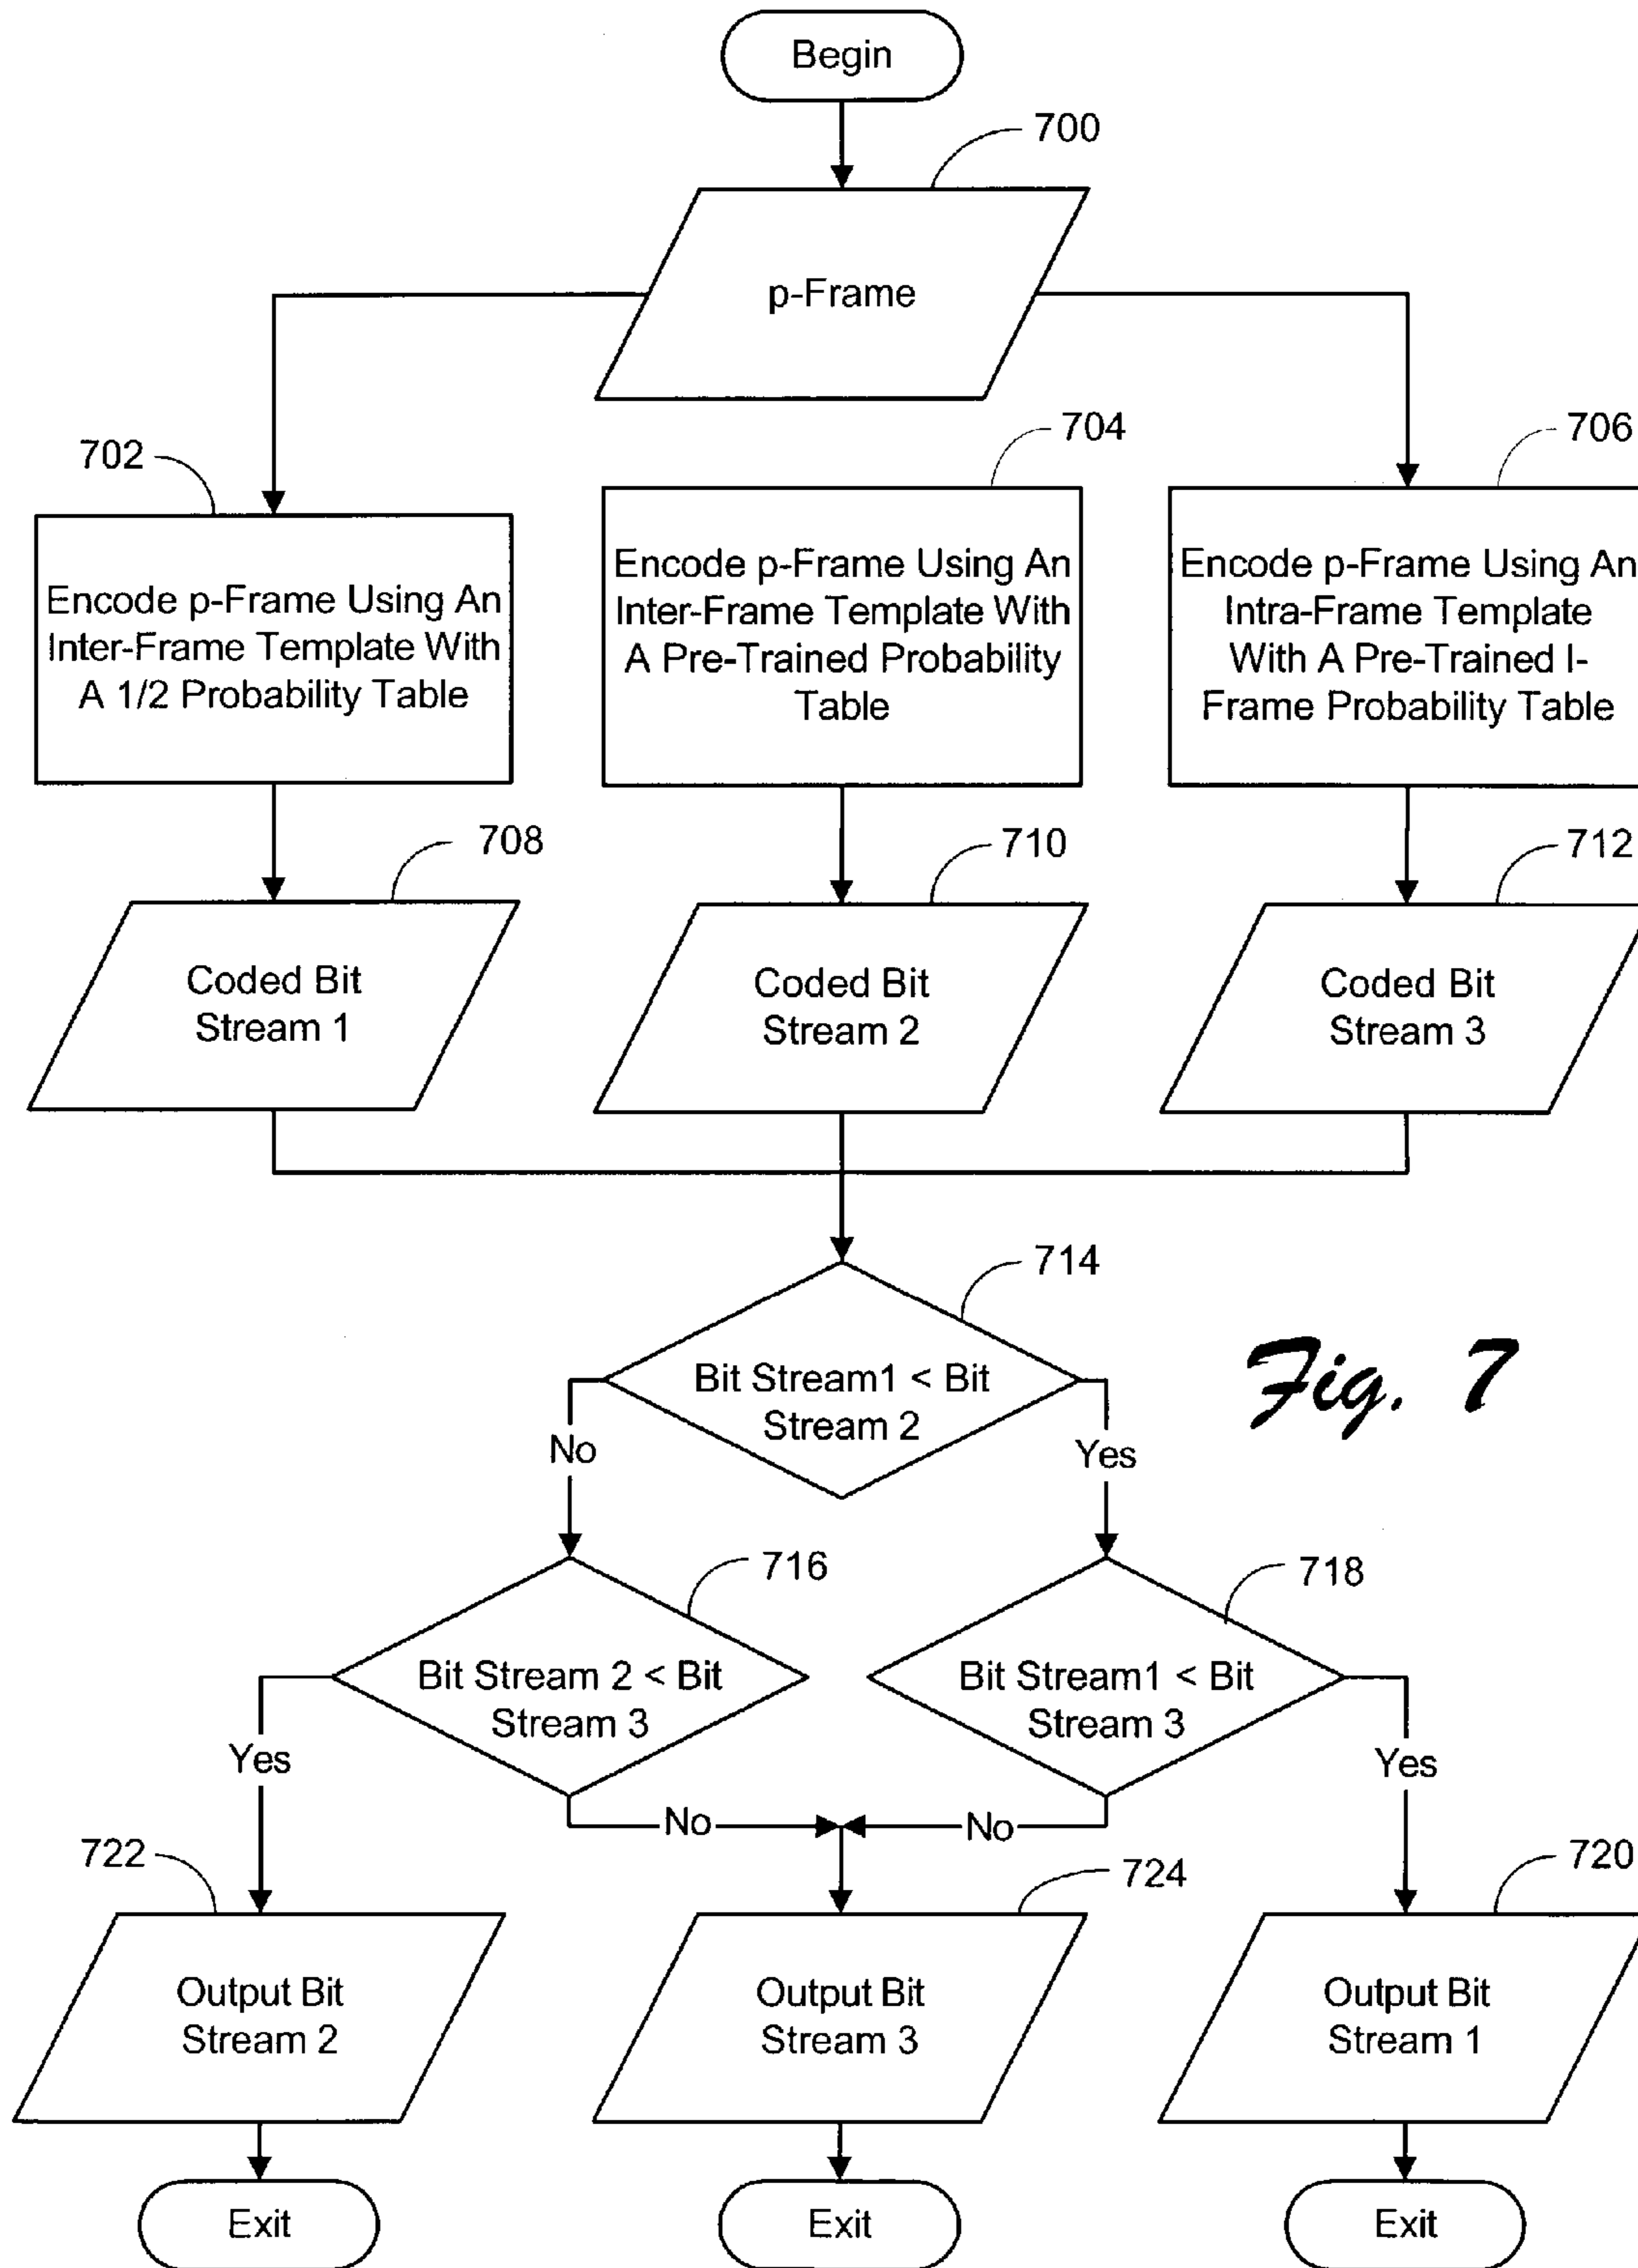 Begin
700
p-Frame
702
704
706
Encode p-Frame Using An
Inter-Frame Template With
A 1/2 Probability Table
Encode p-Frame Using An
Inter-Frame Template With
A Pre-Trained Probability
Table
Encode p-Frame Using An
Intra-Frame Template
With A Pre-Trained I-
Frame Probability Table
708
710
712
Coded Bit
Stream 1
Coded Bit
Stream 2
Coded Bit
Stream 3
714
Bit Stream1 < Bit
Stream 2
Fig. 7
No
Yes
716
718
Bit Stream 2 < Bit
Stream 3
Bit Stream1 < Bit
Stream 3
Yes
No
No
Yes
722
724
720
Output Bit
Stream 2
Output Bit
Stream 3
Output Bit
Stream 1
Exit
Exit
Exit